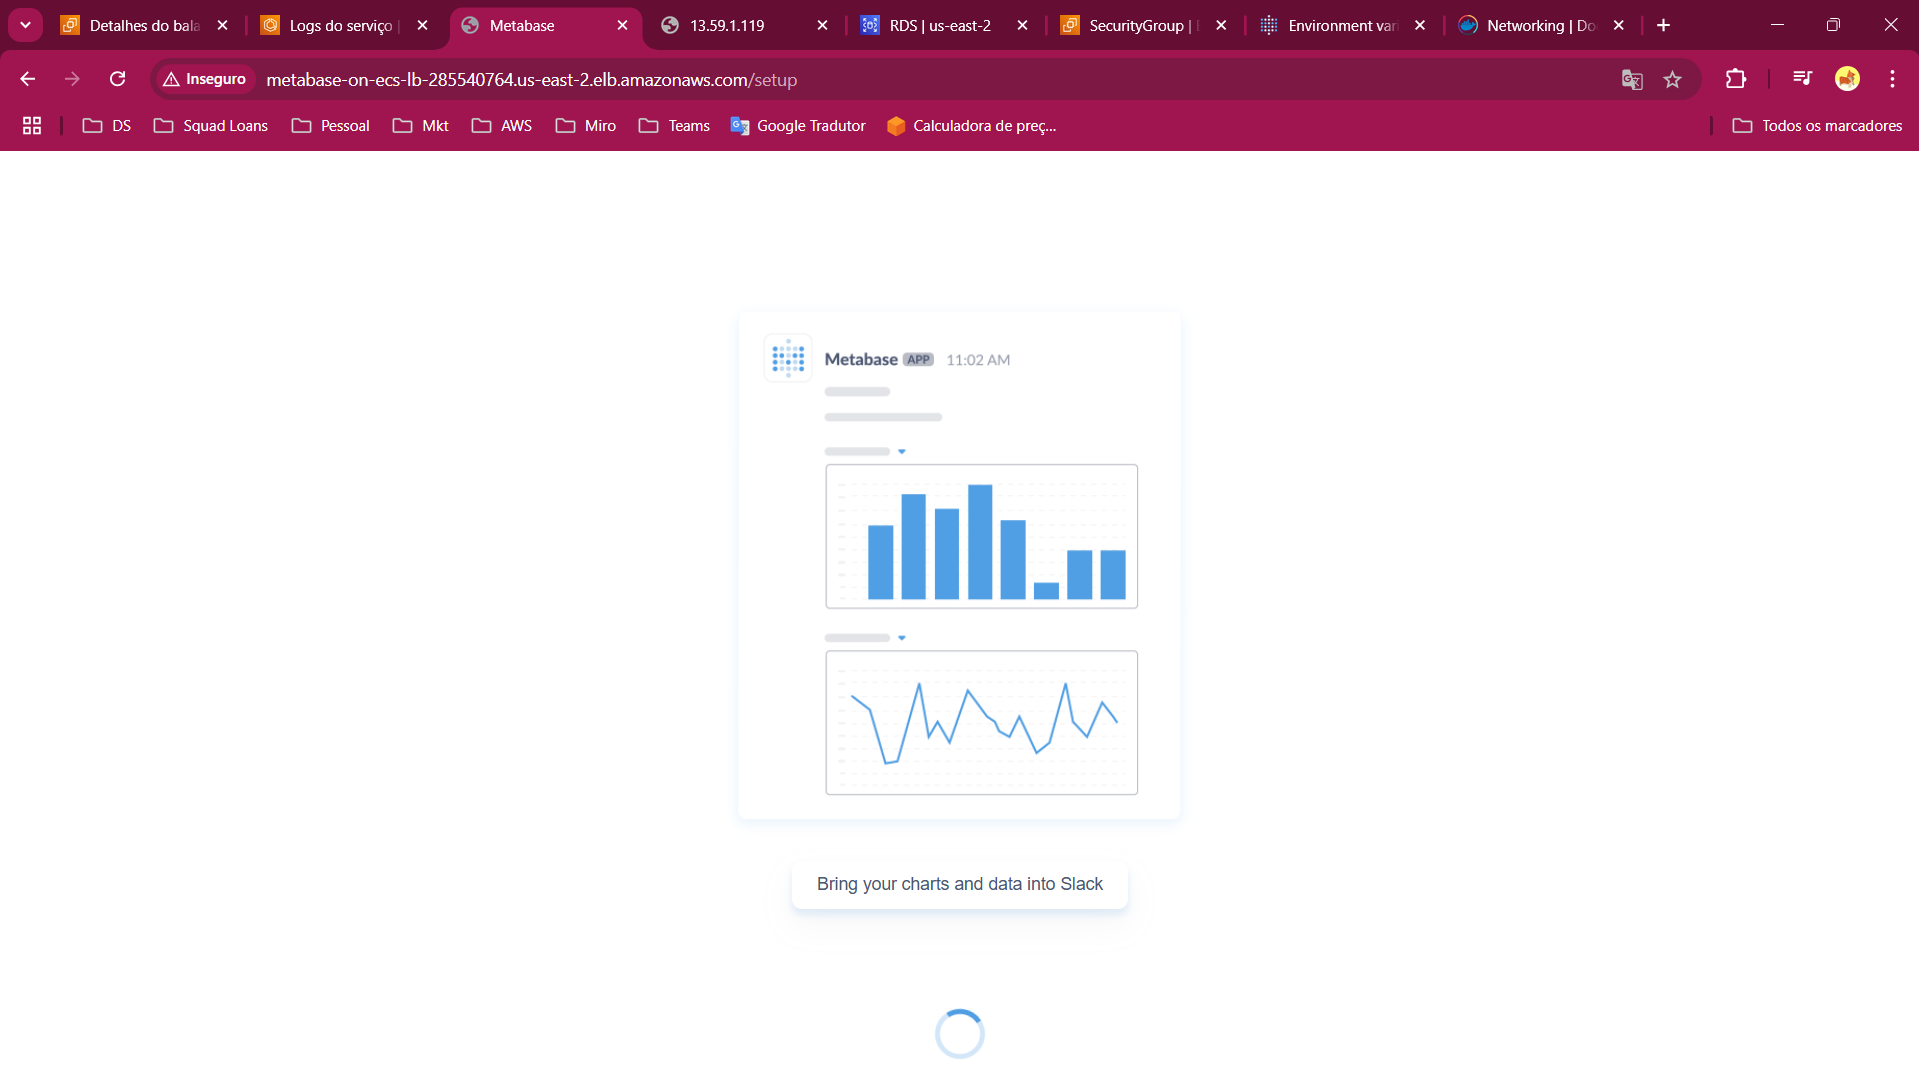 Detalhes do bala
Logs do serviço |
Metabase
13.59.1.119
RDS | us-east-2
SecurityGroup | E
Environment var
Networking | Do
Inseguro
metabase-on-ecs-lb-285540764.us-east-2.elb.amazonaws.com/setup
DS
Squad Loans
Pessoal
Mkt
AWS
Miro
Teams
Google Tradutor
Calculadora de preç...
Todos os marcadores
Metabase APP 11:02 AM
Bring your charts and data into Slack